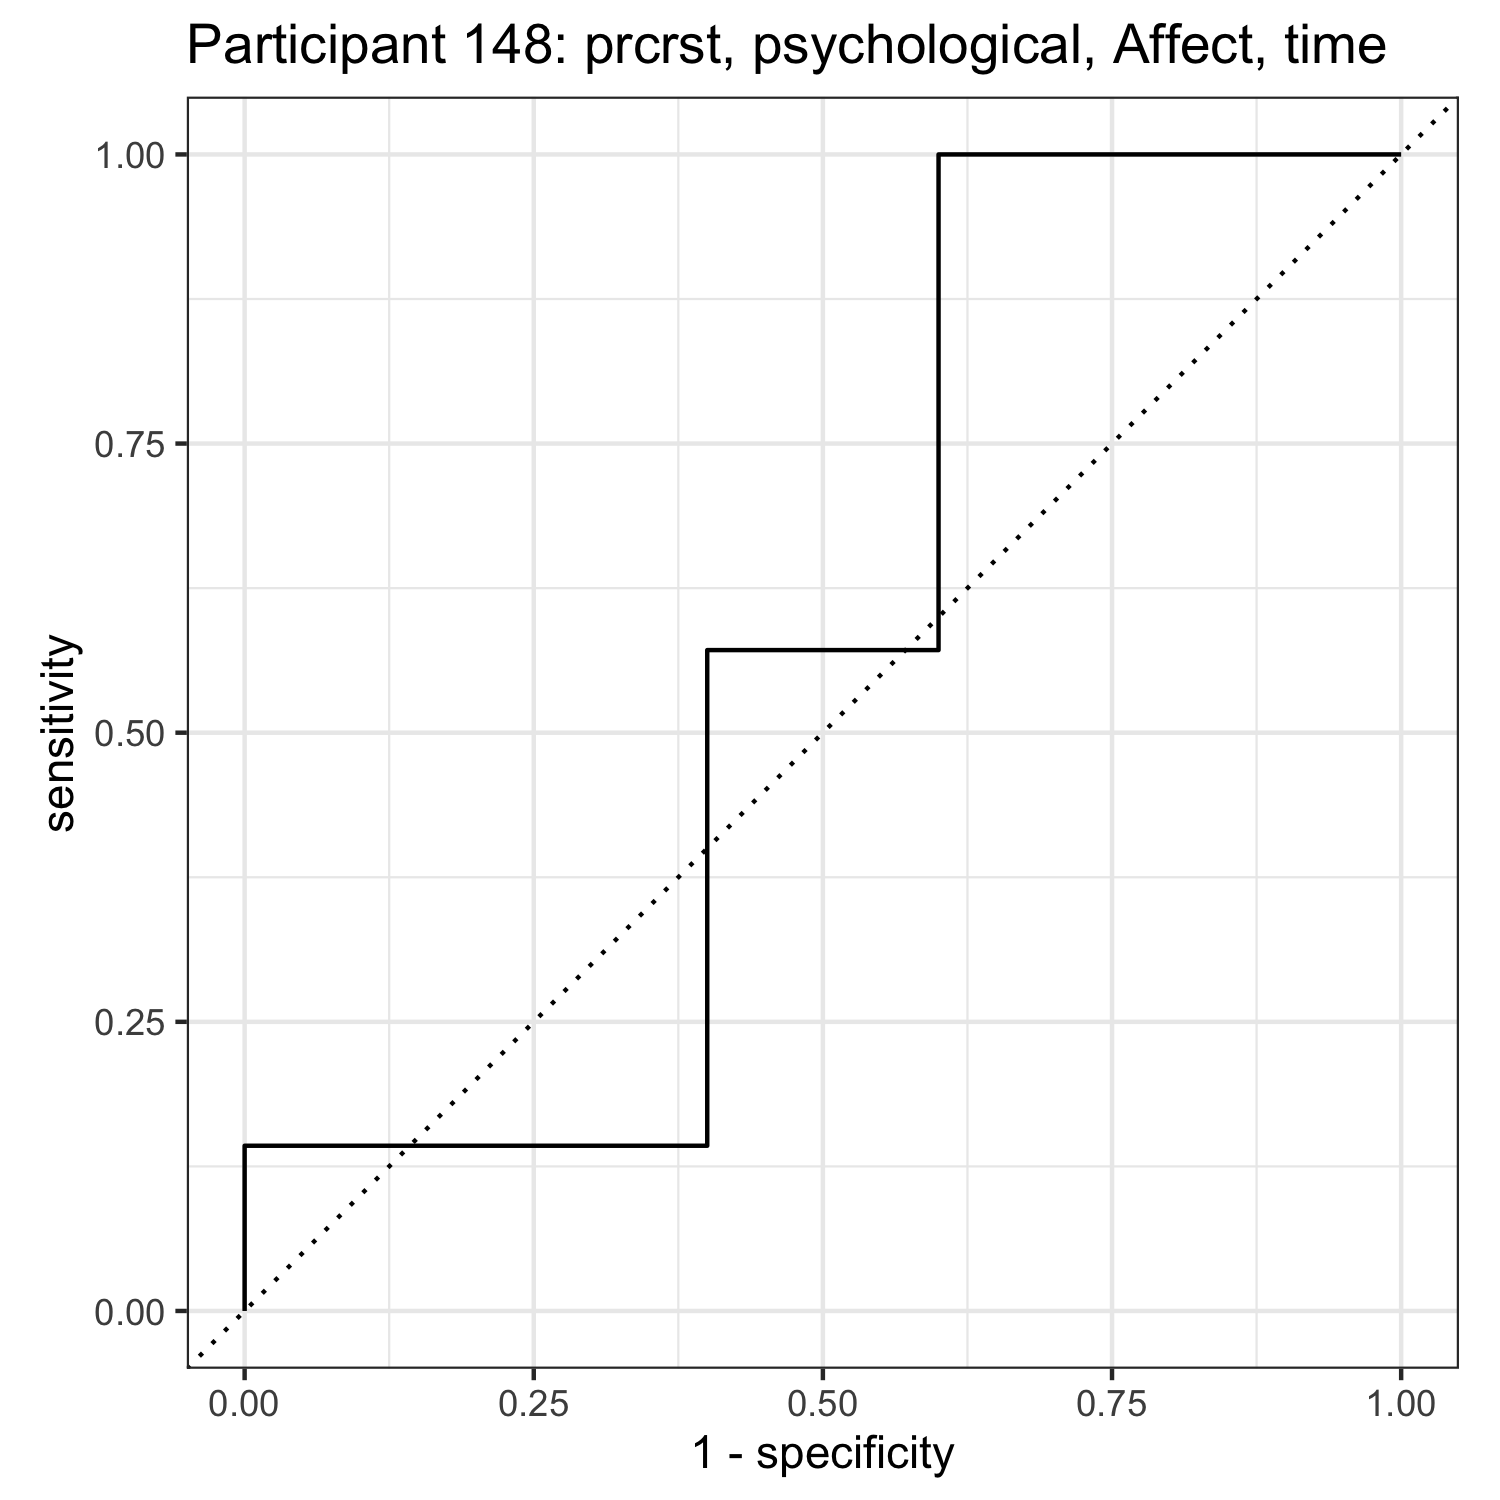 Participant 148: prcrst, psychological, Affect, time
1.00
0.75
0.50
0.25
0.00
sensitivity
0.00 0.25 0.50 0.75 1.00
1 - specificity